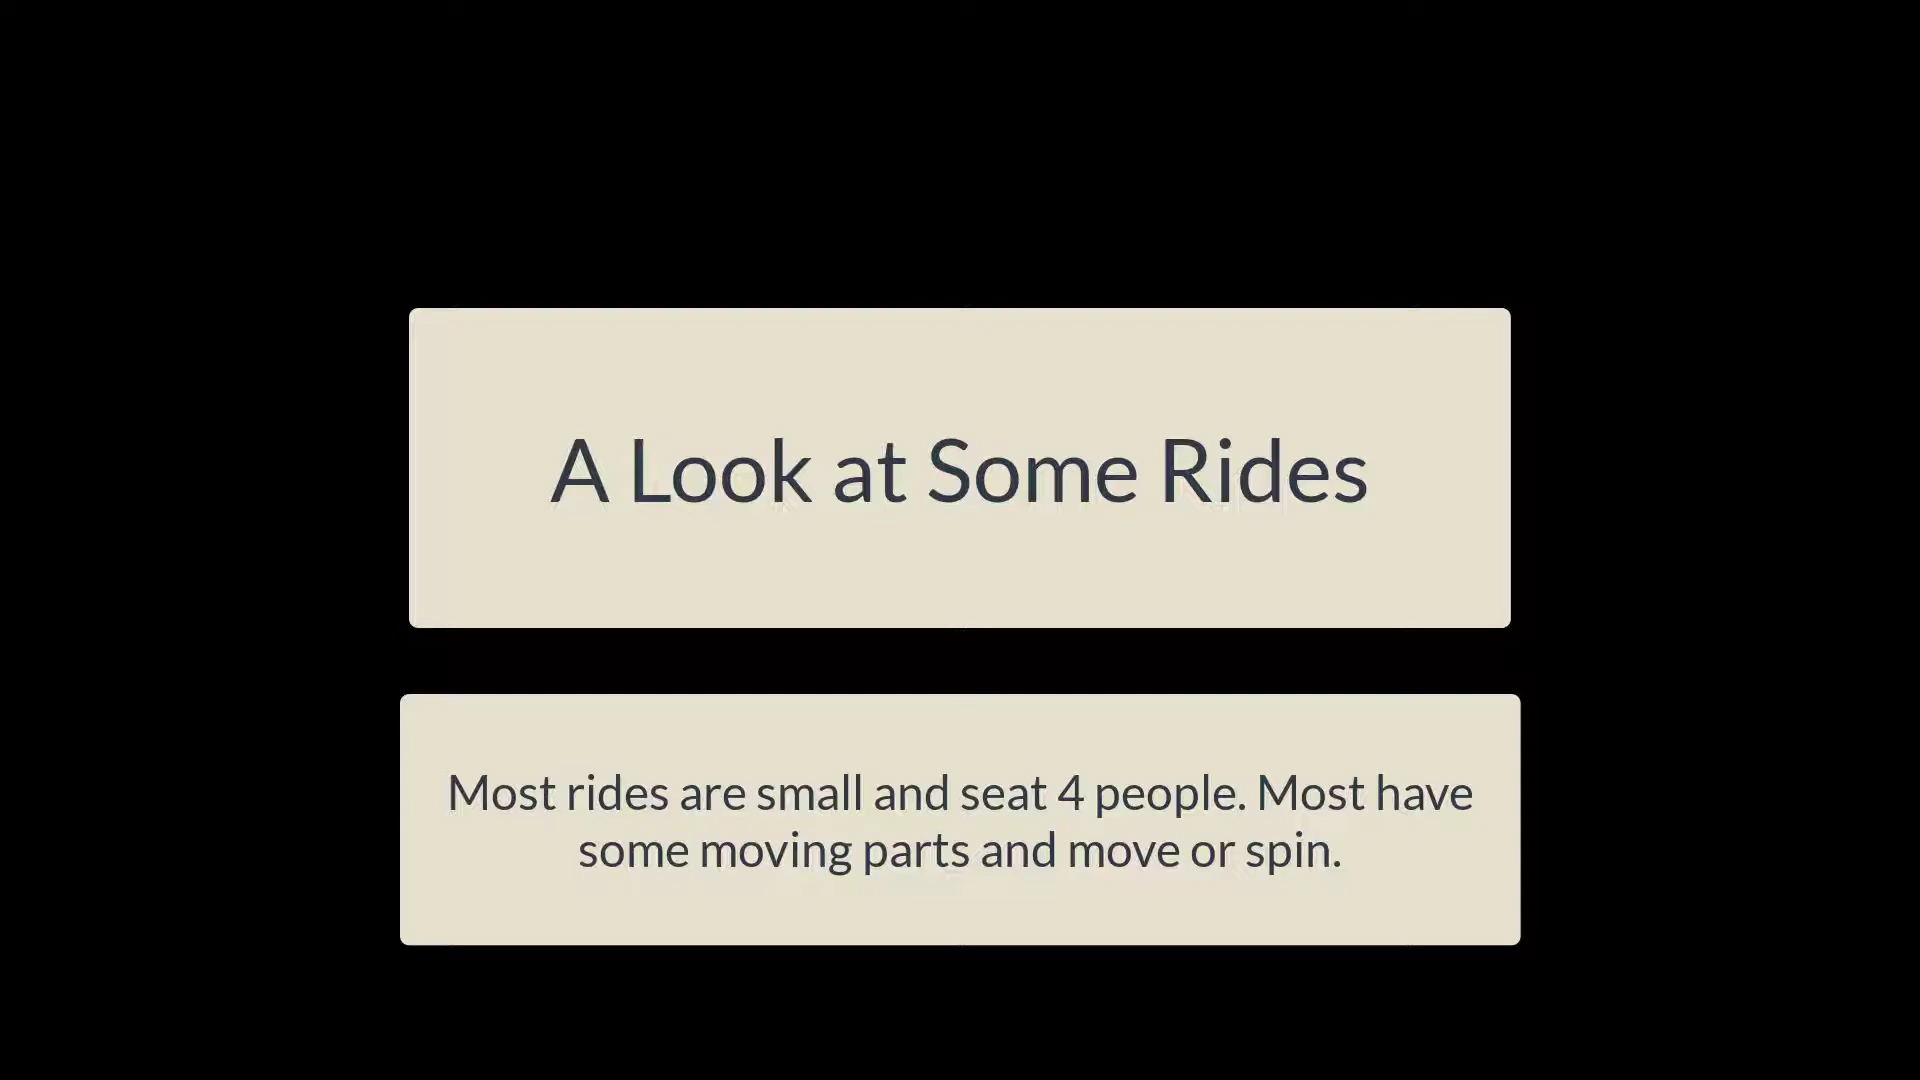 A Look at Some Rides
Most rides are small and seat 4 people. Most have
some moving parts and move or spin.